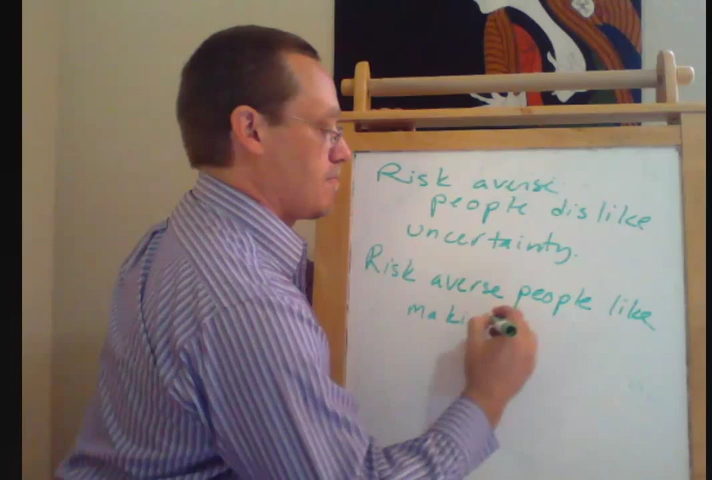 Risk averse
people dislike
uncertainty.
Risk averse people like
maki